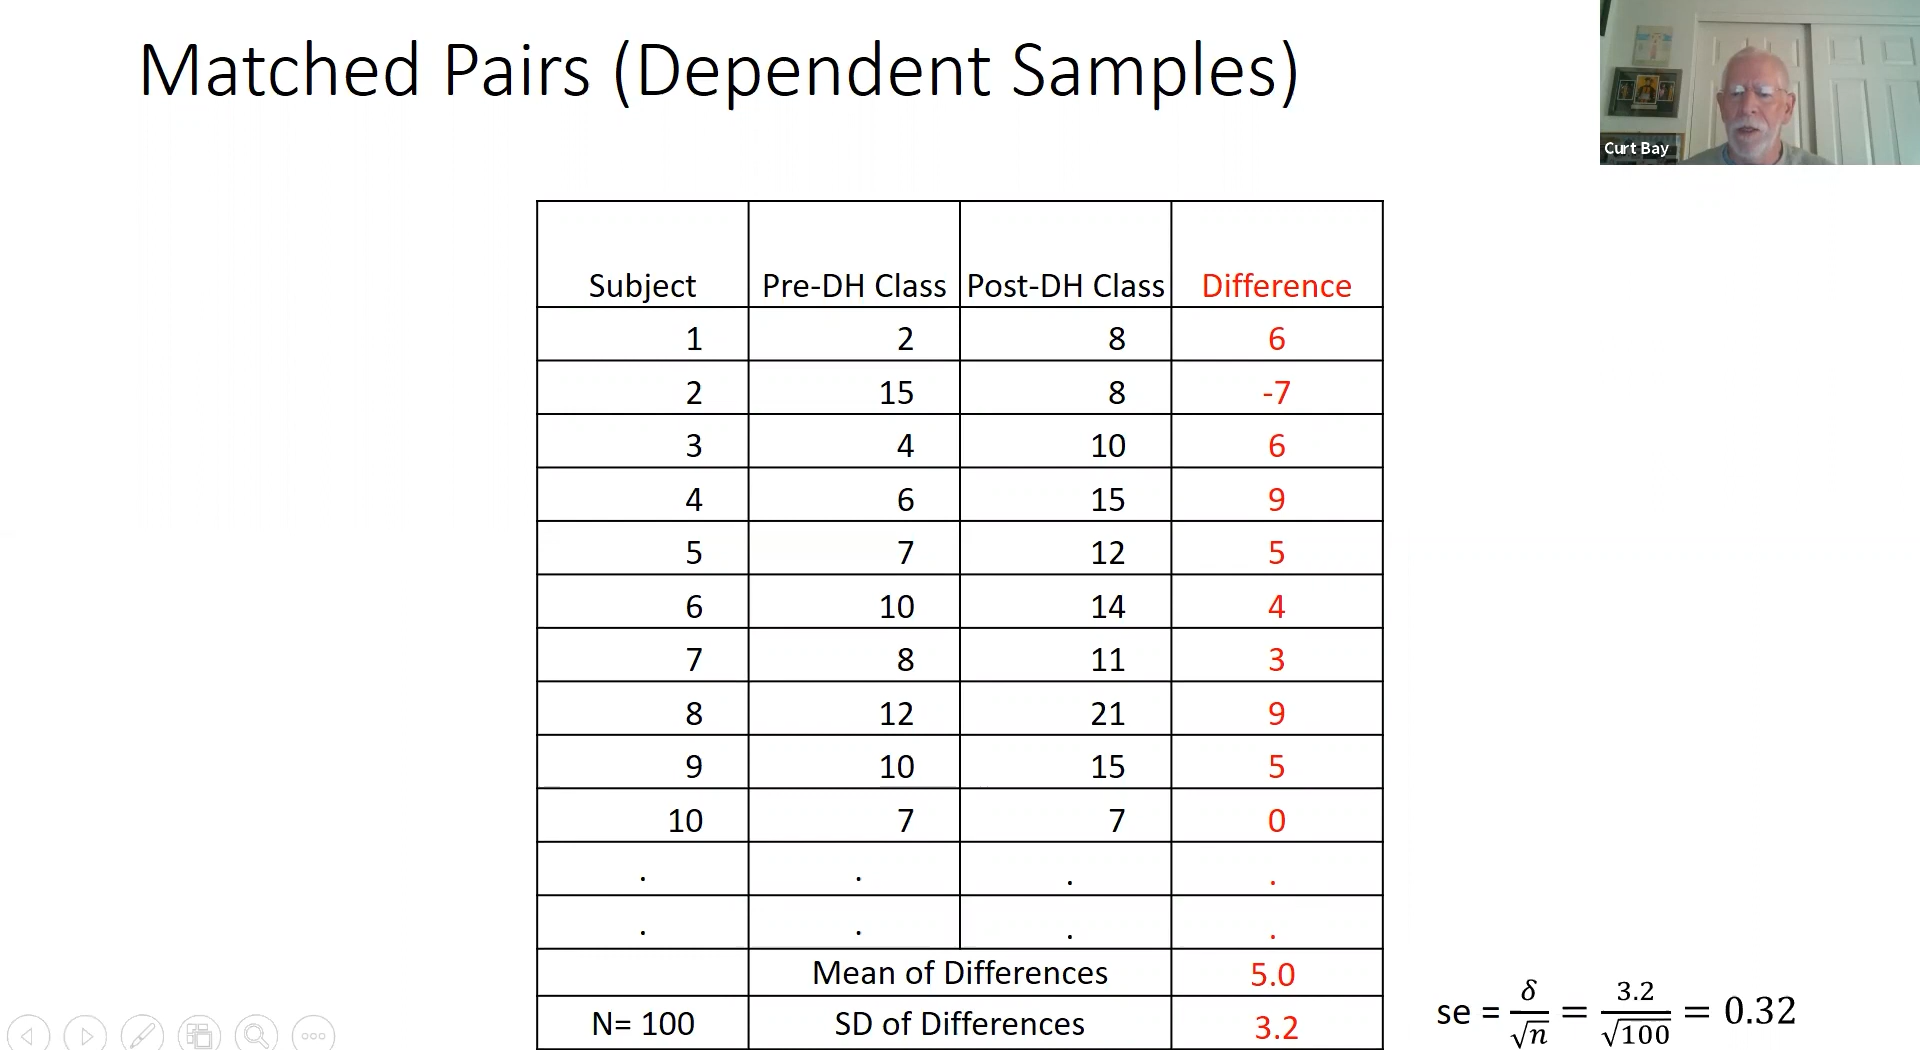 Matched Pairs (Dependent Samples)
Curt Bay
Subject Pre-DH Class Post-DH Class Difference
1 2 8 6
2 15 8 -7
3 4 10 6
4 6 15 9
5 7 12 5
6 10 14 4
7 8 11 3
8 12 21 9
9 10 15 5
10 7 7 0
. . . .
. . . .
Mean of Differences 5.0
N= 100 SD of Differences 3.2
se = δ/√n = 3.2/√100 = 0.32